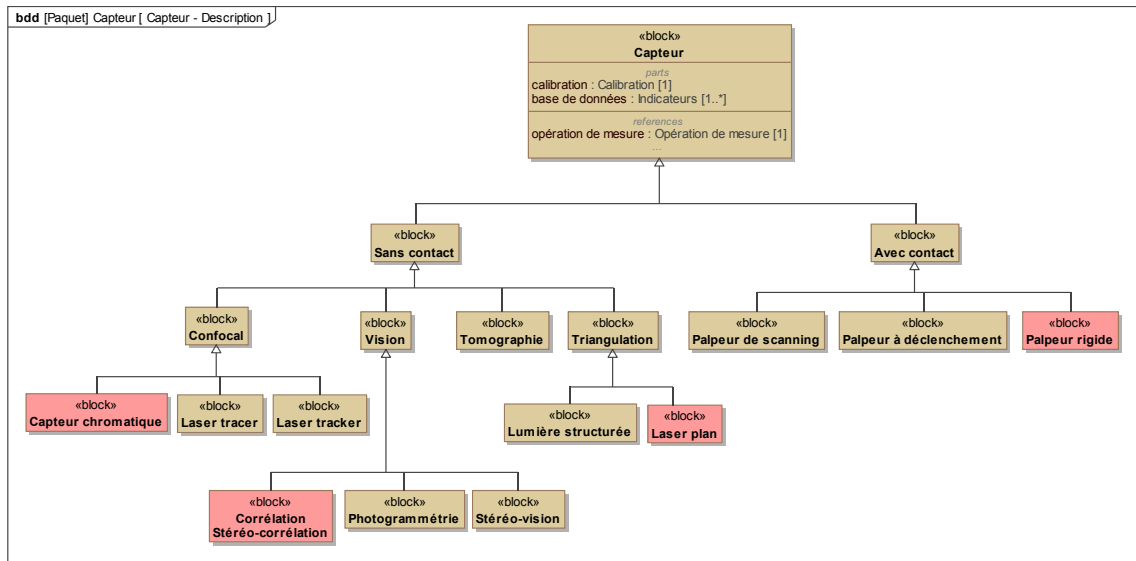 bdd [Paquet] Capteur [ Capteur - Description ]
«block»
Capteur
parts
calibration : Calibration [1]
base de données : Indicateurs [1..*]
references
opération de mesure : Opération de mesure [1]
...
«block»
Sans contact
«block»
Avec contact
«block»
Confocal
«block»
Vision
«block»
Tomographie
«block»
Triangulation
«block»
Palpeur de scanning
«block»
Palpeur à déclenchement
«block»
Palpeur rigide
«block»
Capteur chromatique
«block»
Laser tracer
«block»
Laser tracker
«block»
Lumière structurée
«block»
Laser plan
«block»
Corrélation
Stéréo-corrélation
«block»
Photogrammétrie
«block»
Stéréo-vision